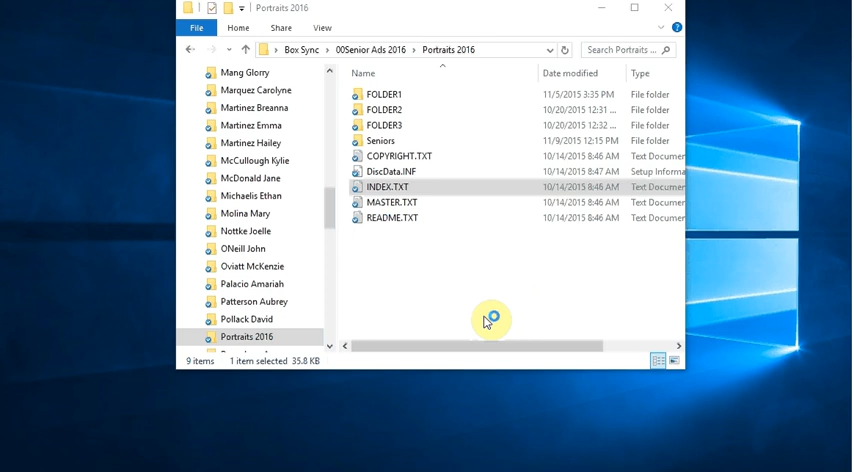 Portraits 2016
File Home Share View
Box Sync 00Senior Ads 2016 Portraits 2016 Search Portraits ...
Name Date modified Type
Mang Glorry
Marquez Carolyne
Martinez Breanna
Martinez Emma
Martinez Hailey
McCullough Kylie
McDonald Jane
Michaelis Ethan
Molina Mary
Nottke Joelle
ONeill John
Oviatt McKenzie
Palacio Amariah
Patterson Aubrey
Pollack David
Portraits 2016
FOLDER1 11/5/2015 3:35 PM File folder
FOLDER2 10/20/2015 12:31 ... File folder
FOLDER3 10/20/2015 12:32 ... File folder
Seniors 11/9/2015 12:15 PM File folder
COPYRIGHT.TXT 10/14/2015 8:46 AM Text Documen
DiscData.INF 10/14/2015 8:47 AM Setup Informa
INDEX.TXT 10/14/2015 8:46 AM Text Documen
MASTER.TXT 10/14/2015 8:46 AM Text Documen
README.TXT 10/14/2015 8:46 AM Text Documen
9 items 1 item selected 35.8 KB